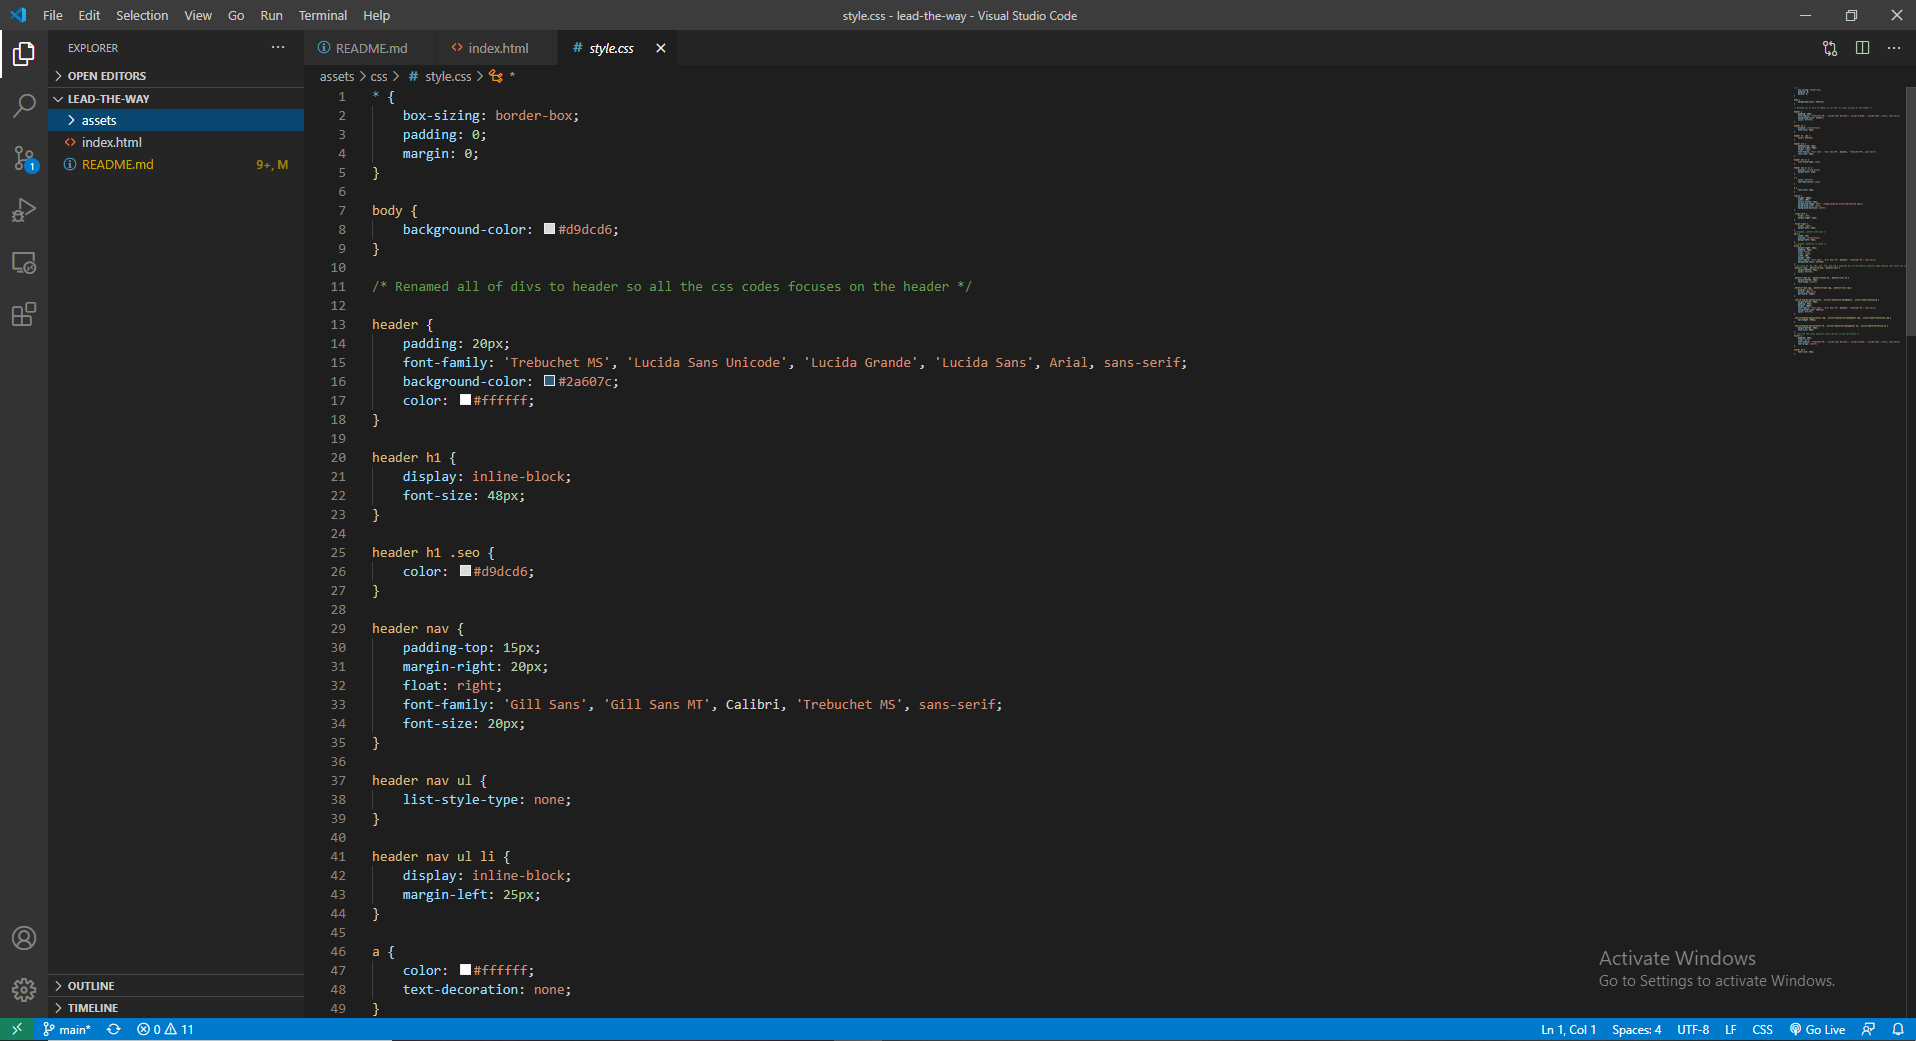 File Edit Selection View Go Run Terminal Help
style.css - lead-the-way - Visual Studio Code
EXPLORER
OPEN EDITORS
LEAD-THE-WAY
assets
index.html
README.md 9+, M
OUTLINE
TIMELINE
README.md index.html # style.css
assets > css > # style.css > *
1 * {
2 box-sizing: border-box;
3 padding: 0;
4 margin: 0;
5 }
6
7 body {
8 background-color: #d9dcd6;
9 }
10
11 /* Renamed all of divs to header so all the css codes focuses on the header */
12
13 header {
14 padding: 20px;
15 font-family: 'Trebuchet MS', 'Lucida Sans Unicode', 'Lucida Grande', 'Lucida Sans', Arial, sans-serif;
16 background-color: #2a607c;
17 color: #ffffff;
18 }
19
20 header h1 {
21 display: inline-block;
22 font-size: 48px;
23 }
24
25 header h1 .seo {
26 color: #d9dcd6;
27 }
28
29 header nav {
30 padding-top: 15px;
31 margin-right: 20px;
32 float: right;
33 font-family: 'Gill Sans', 'Gill Sans MT', Calibri, 'Trebuchet MS', sans-serif;
34 font-size: 20px;
35 }
36
37 header nav ul {
38 list-style-type: none;
39 }
40
41 header nav ul li {
42 display: inline-block;
43 margin-left: 25px;
44 }
45
46 a {
47 color: #ffffff;
48 text-decoration: none;
49 }
Activate Windows
Go to Settings to activate Windows.
1
main* 0 11
Ln 1, Col 1 Spaces: 4 UTF-8 LF CSS Go Live